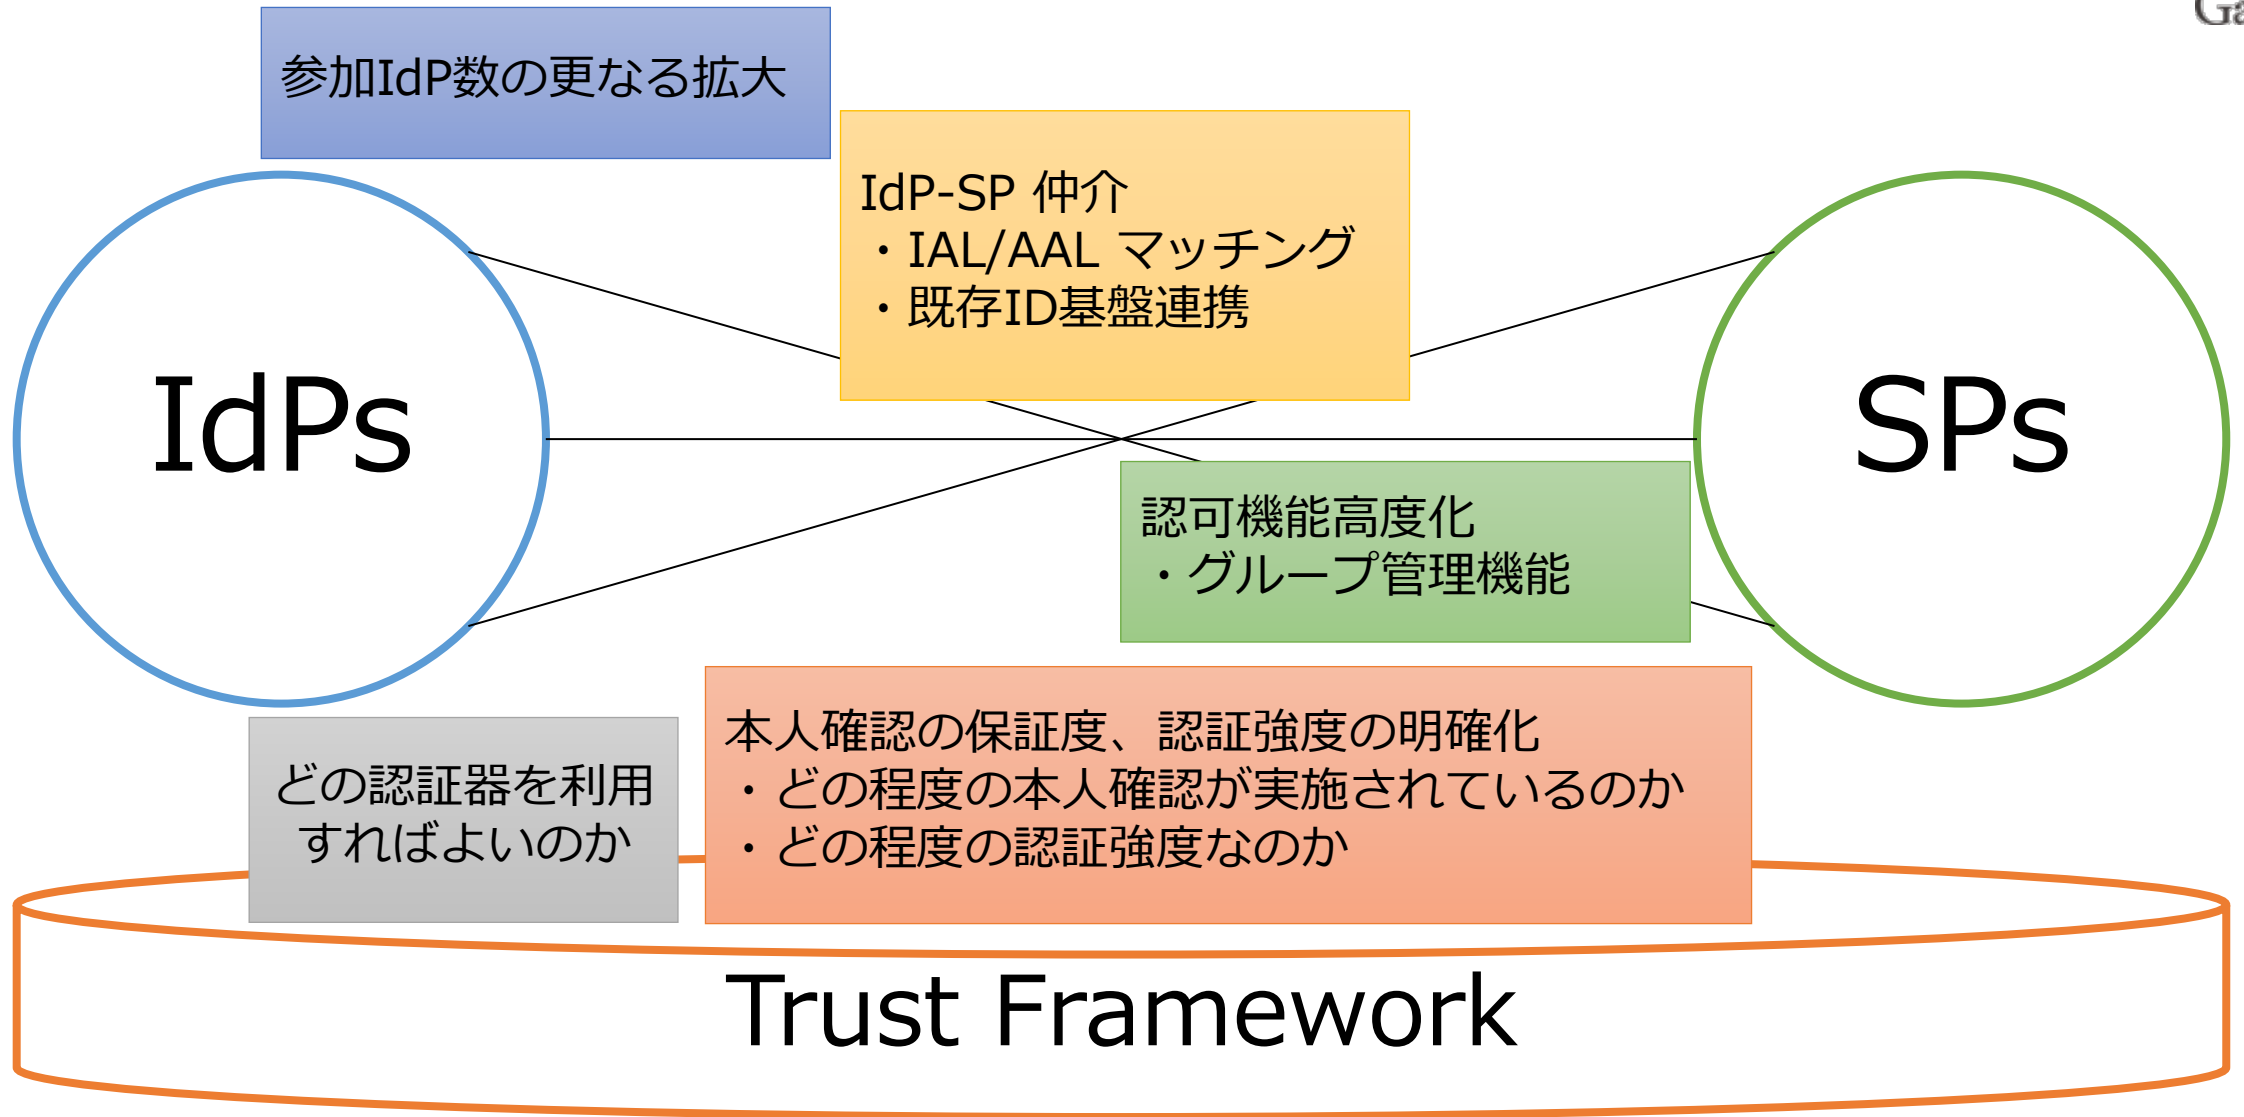 参加IdP数の更なる拡大
IdP-SP 仲介
・IAL/AAL マッチング
・既存ID基盤連携
IdPs
SPs
認可機能高度化
・グループ管理機能
本人確認の保証度、認証強度の明確化
・どの程度の本人確認が実施されているのか
・どの程度の認証強度なのか
どの認証器を利用
すればよいのか
Trust Framework